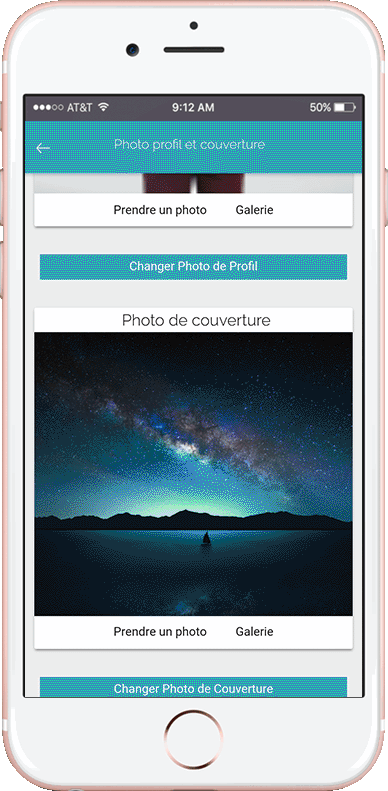 AT&T 9:12 AM 50%
Photo profil et couverture
Prendre un photo Galerie
Changer Photo de Profil
Photo de couverture
Prendre un photo Galerie
Changer Photo de Couverture